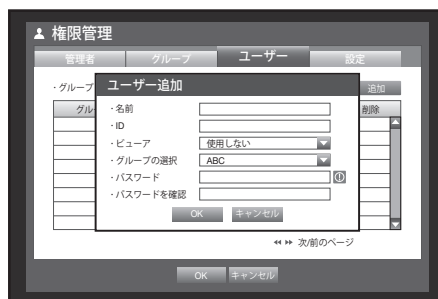 権限管理
管理者 グループ ユーザー 設定
・グループ
追加
グル
削除
ユーザー追加
・名前
・ID
・ビューア 使用しない
・グループの選択 ABC
・パスワード
・パスワードを確認
OK キャンセル
次/前のページ
OK キャンセル